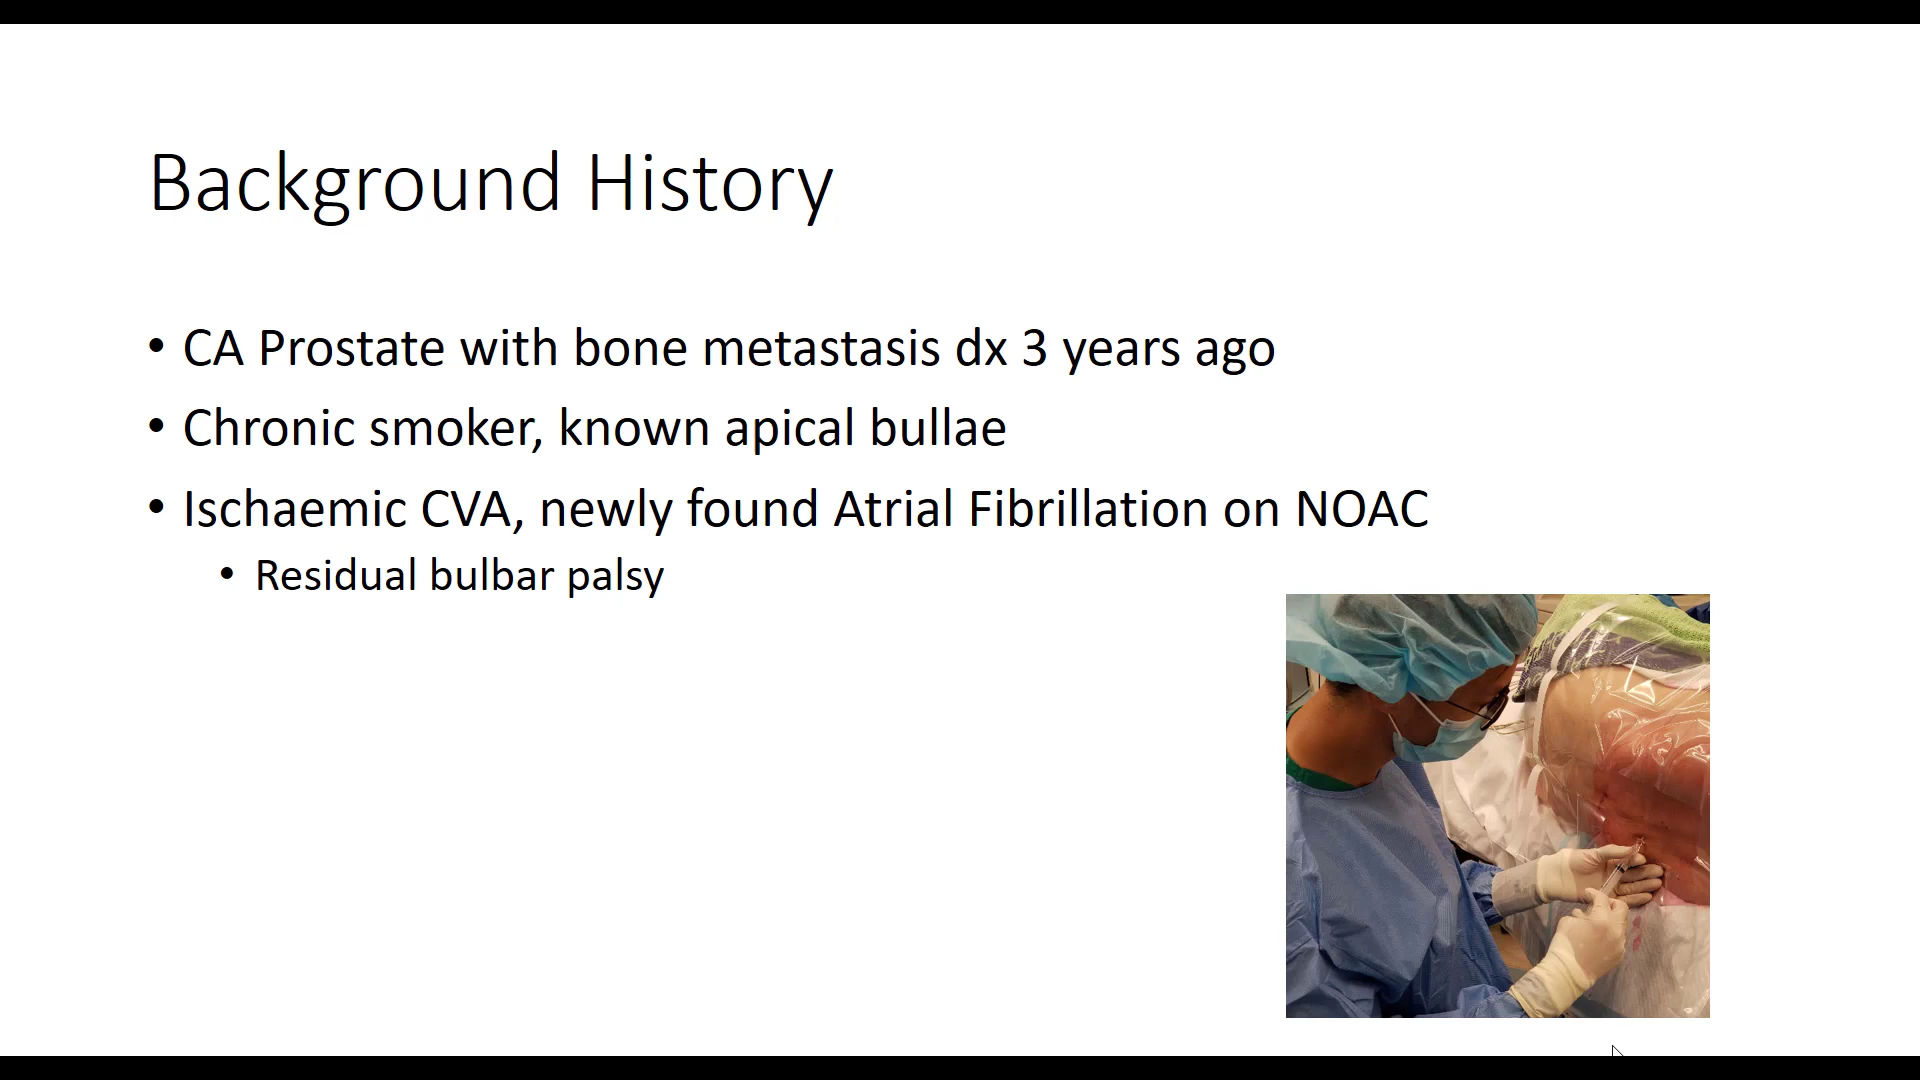 Background History
• CA Prostate with bone metastasis dx 3 years ago
• Chronic smoker, known apical bullae
• Ischaemic CVA, newly found Atrial Fibrillation on NOAC
• Residual bulbar palsy